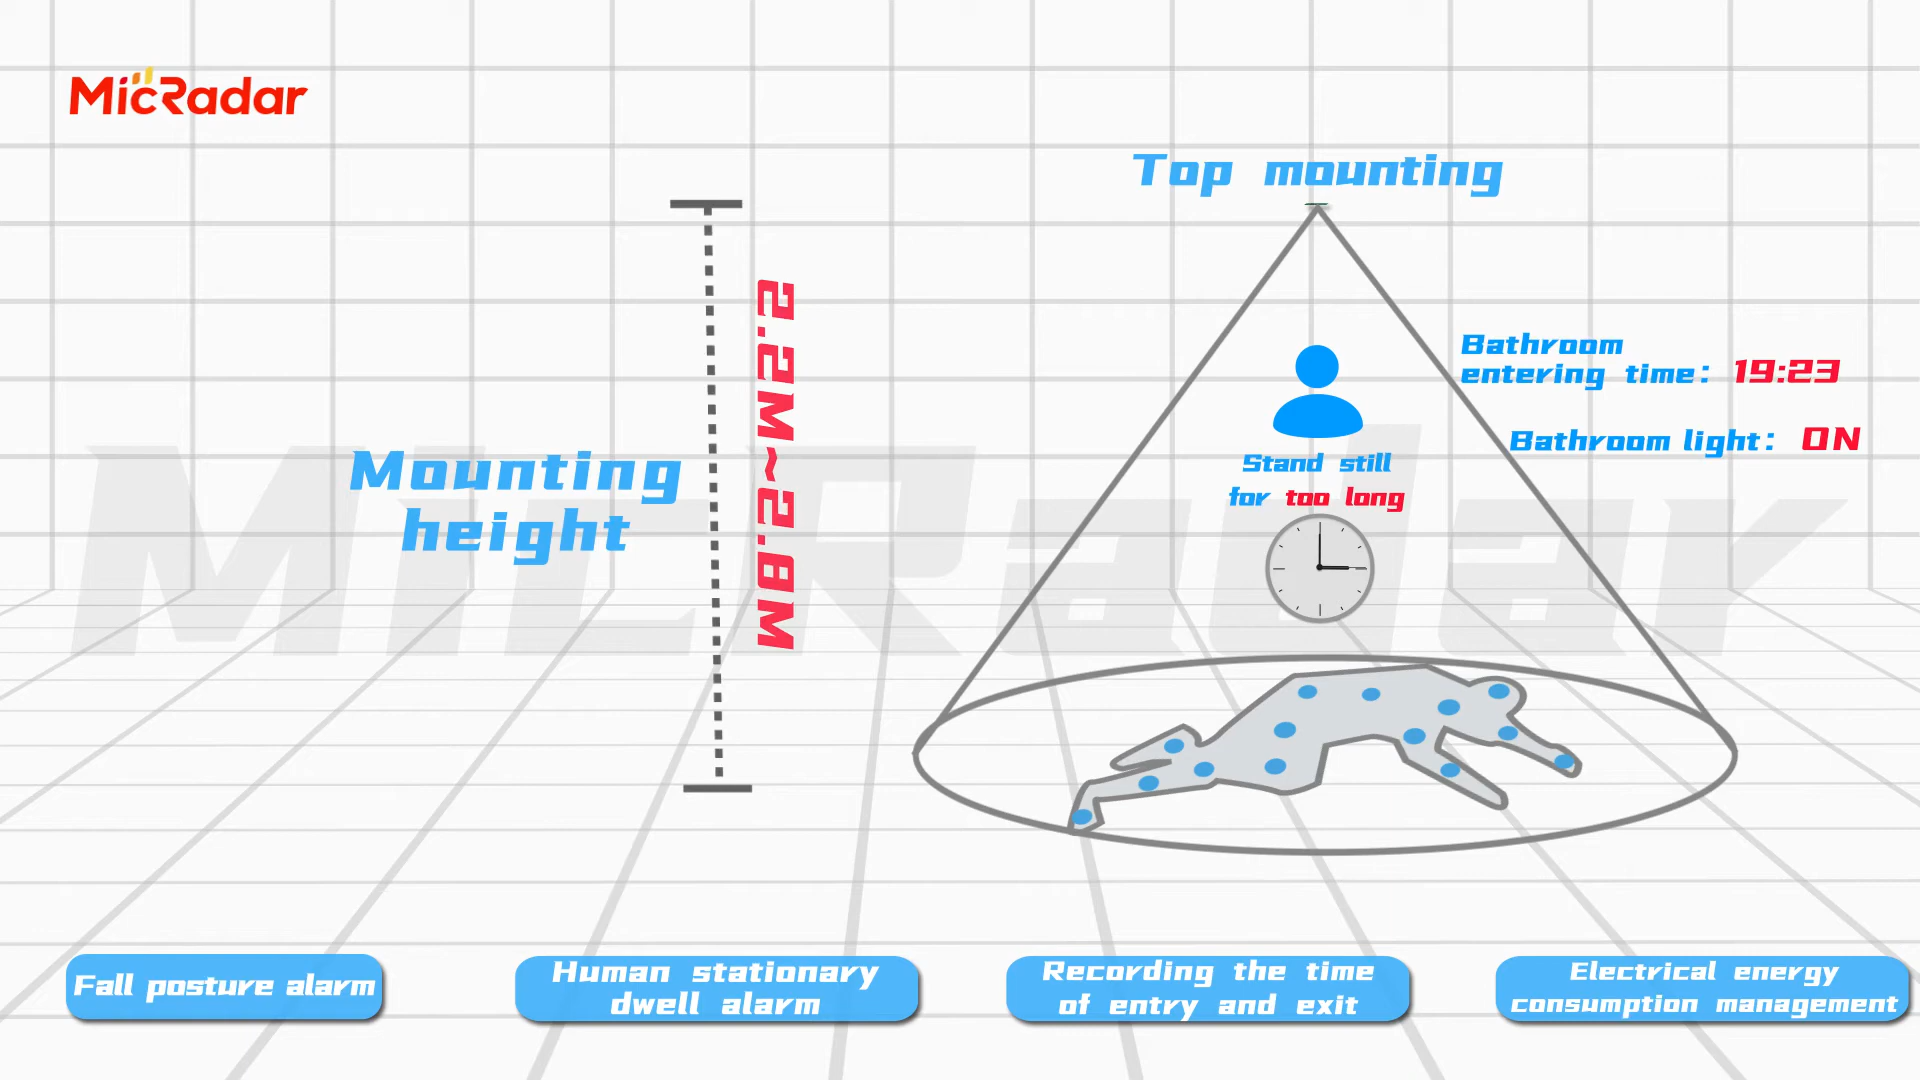 MicRadar
Top mounting
2.2M~2.8M
Mounting
height
Bathroom
entering time: 19:23
Bathroom light: ON
Stand still
for too long
MicRadar
Fall posture alarm
Human stationary
dwell alarm
Recording the time
of entry and exit
Electrical energy
consumption management